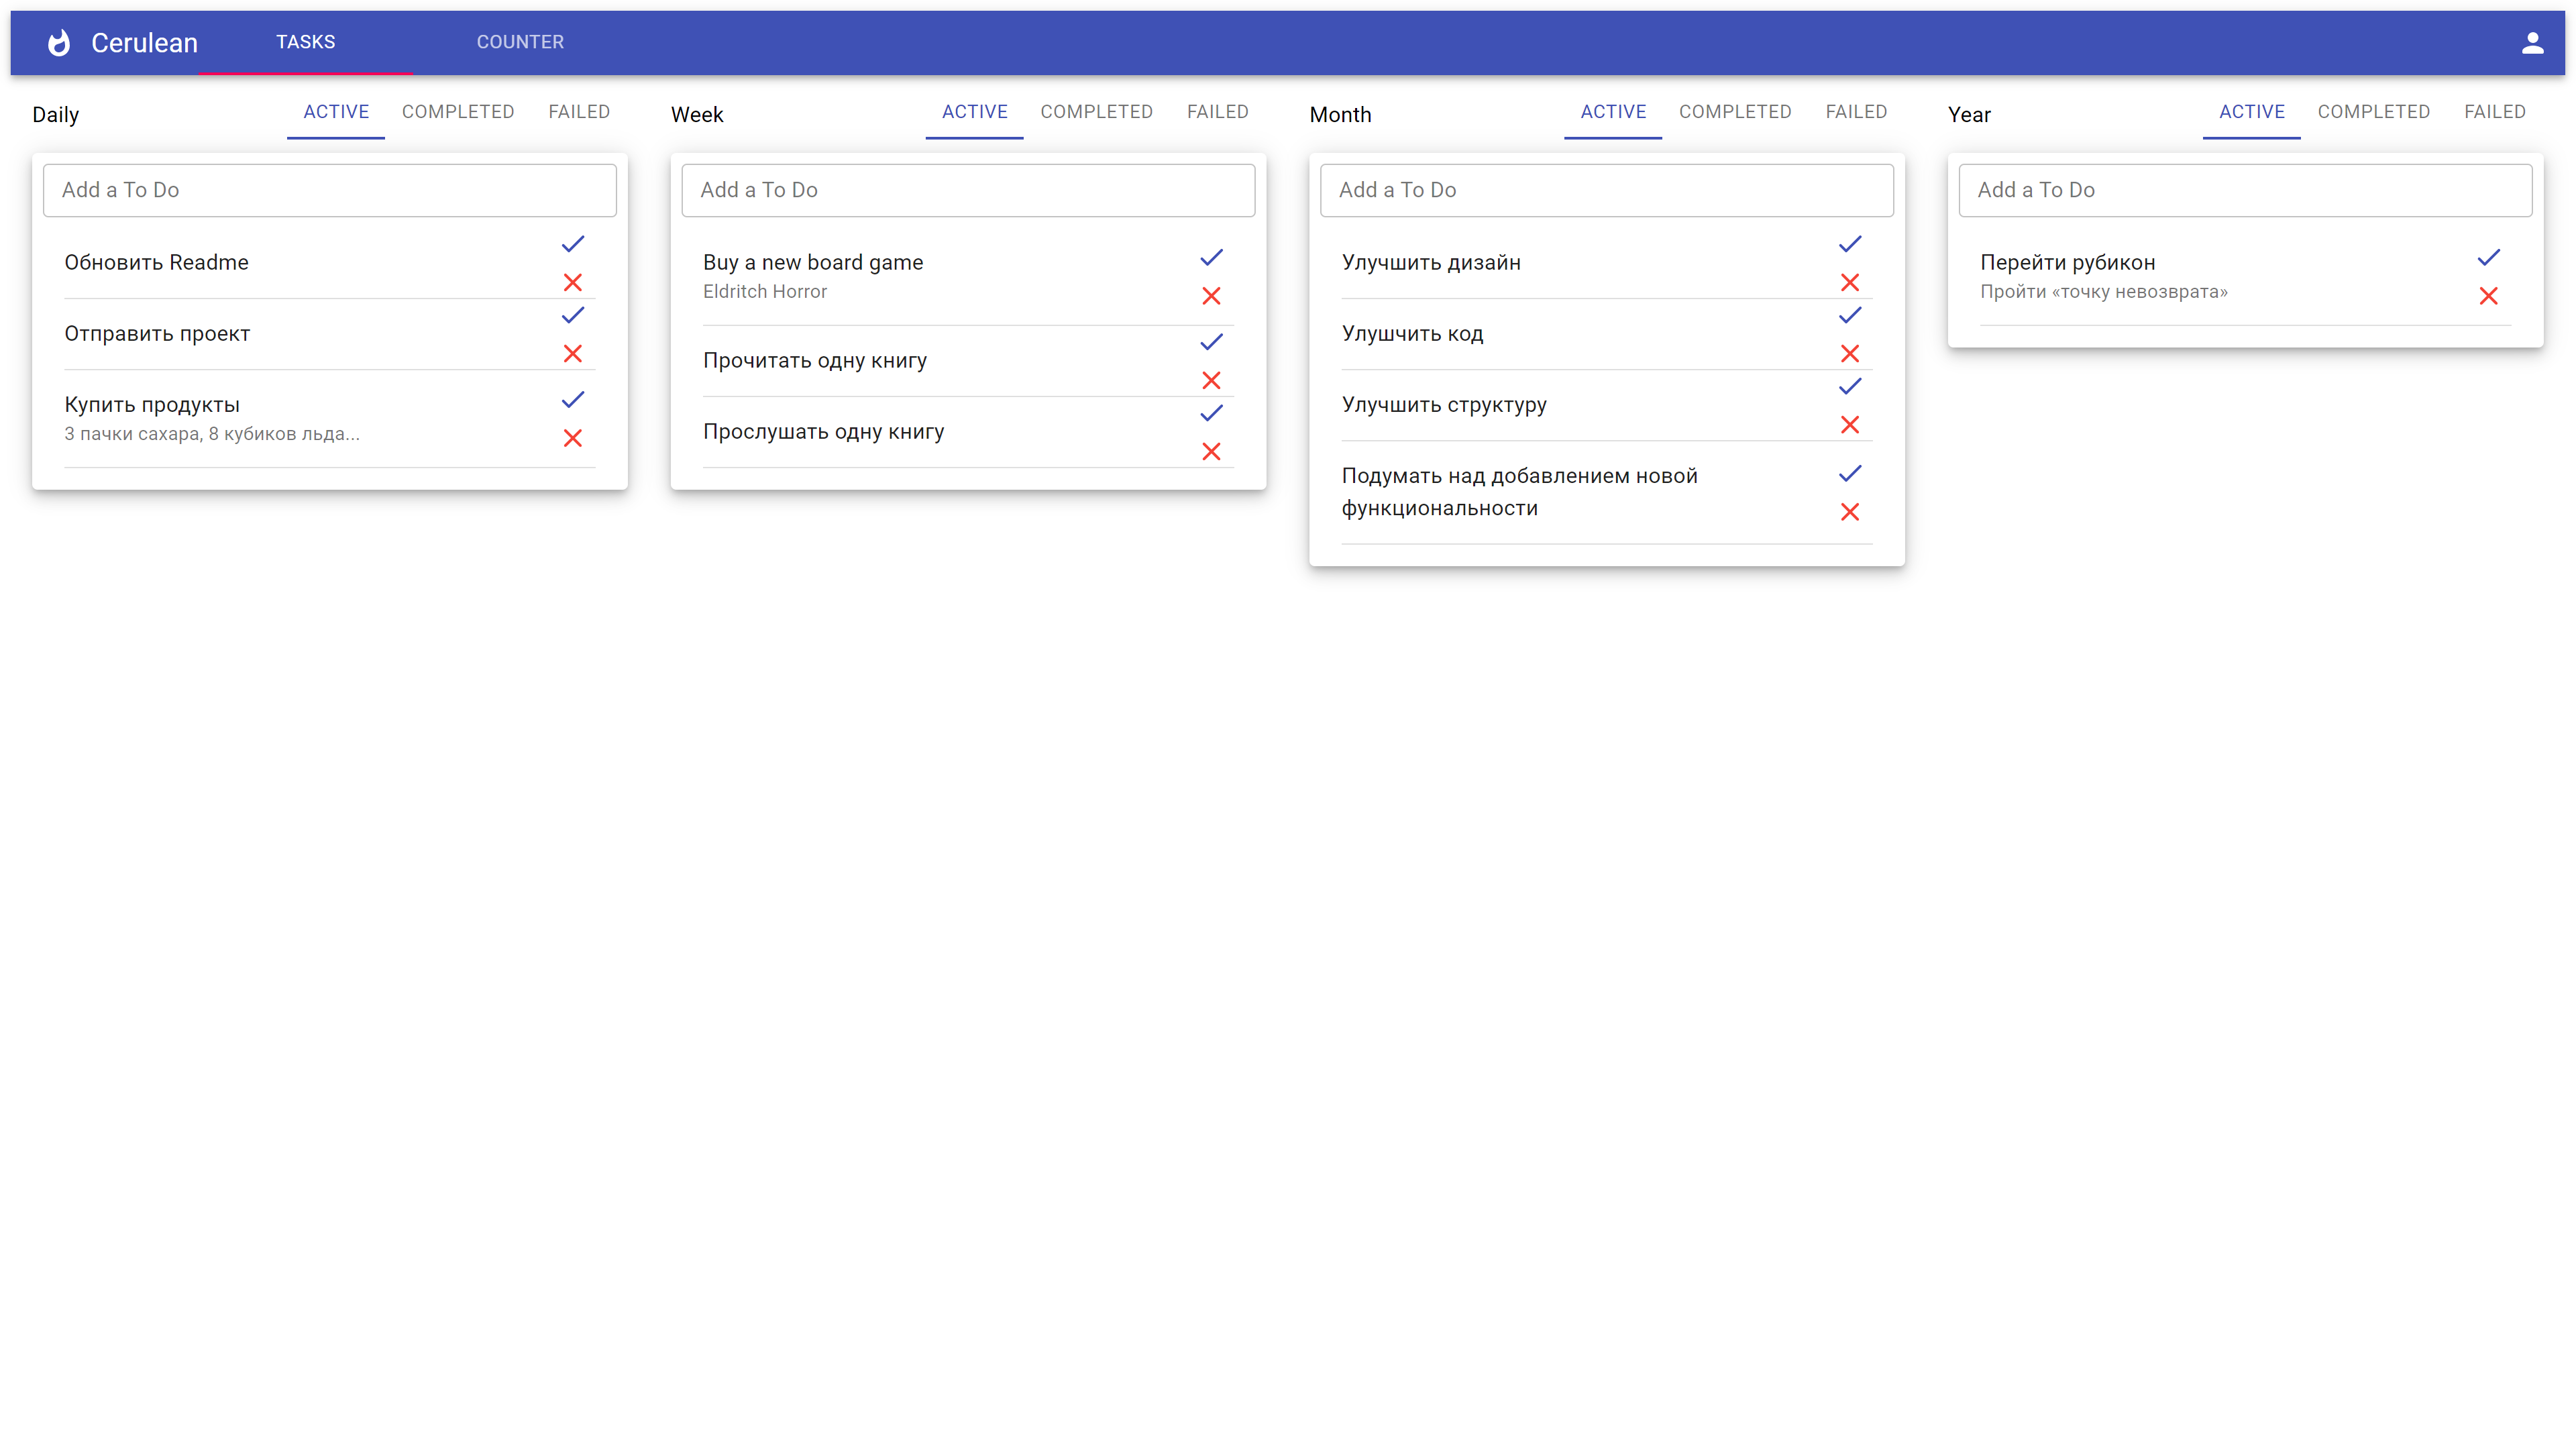 Cerulean
TASKS
COUNTER
Daily
ACTIVE
COMPLETED
FAILED
Add a To Do
Обновить Readme
Отправить проект
Купить продукты
3 пачки сахара, 8 кубиков льда...
Week
ACTIVE
COMPLETED
FAILED
Add a To Do
Buy a new board game
Eldritch Horror
Прочитать одну книгу
Прослушать одну книгу
Month
ACTIVE
COMPLETED
FAILED
Add a To Do
Улучшить дизайн
Улушчить код
Улучшить структуру
Подумать над добавлением новой
функциональности
Year
ACTIVE
COMPLETED
FAILED
Add a To Do
Перейти рубикон
Пройти «точку невозврата»